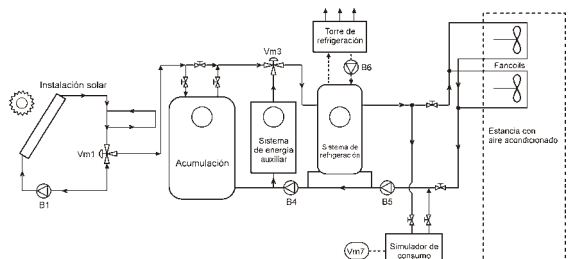 Torre de
refrigeración
B6
Vm3
Instalación solar
Fancoils
Vm1
Acumulación
Sistema
de energía
auxiliar
Sistema de
refrigeración
Estancia con
aire acondicionado
B1
B4
B5
Vm7
Simulador de
consumo